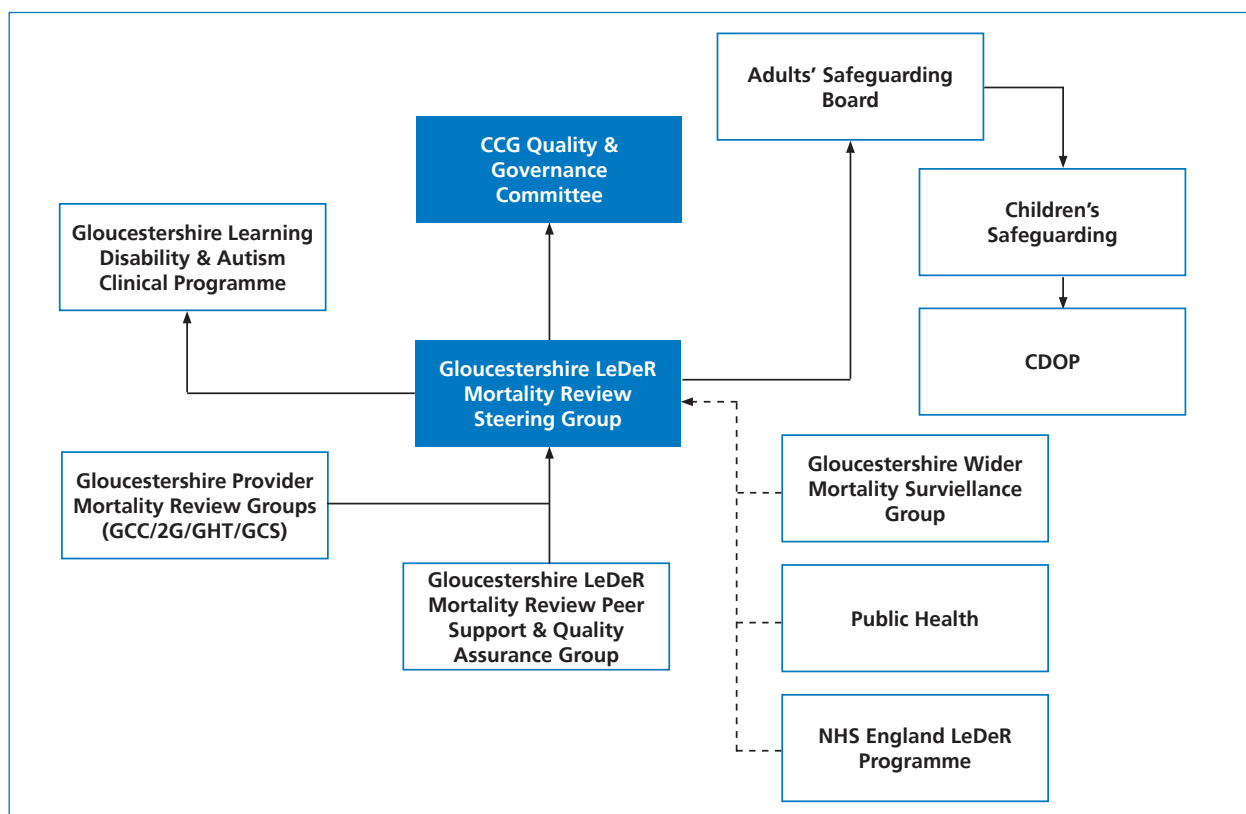 Adults’ Safeguarding
Board
CCG Quality &
Governance
Committee
Children’s
Safeguarding
Gloucestershire Learning
Disability & Autism
Clinical Programme
CDOP
Gloucestershire LeDeR
Mortality Review
Steering Group
Gloucestershire Provider
Mortality Review Groups
(GCC/2G/GHT/GCS)
Gloucestershire Wider
Mortality Surviellance
Group
Gloucestershire LeDeR
Mortality Review Peer
Support & Quality
Assurance Group
Public Health
NHS England LeDeR
Programme